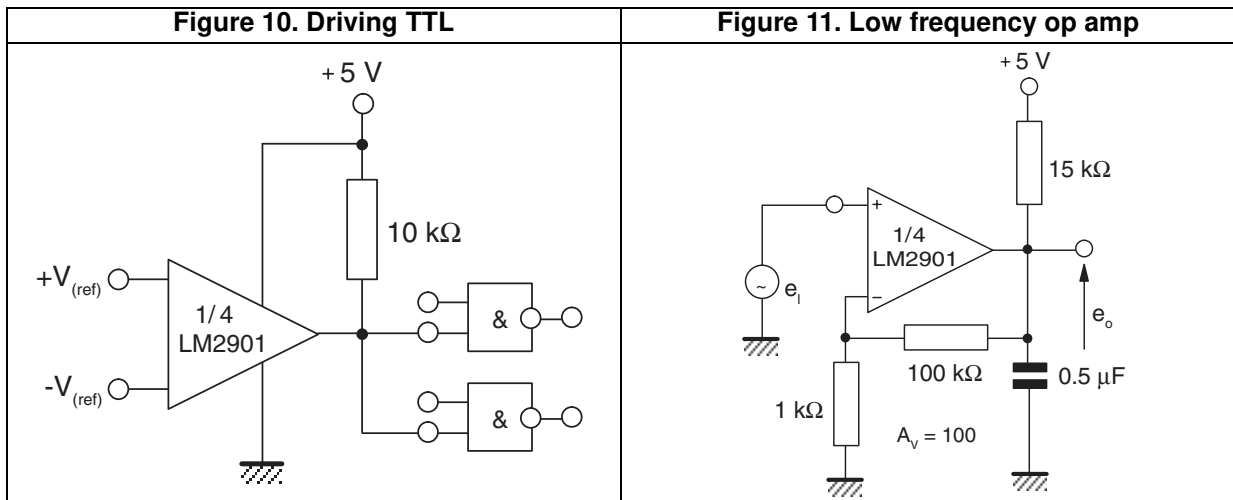 Figure 10. Driving TTL
Figure 11. Low frequency op amp
+ 5 V
10 kΩ
+V(ref)
1/4
LM2901
-V(ref)
&
&
+ 5 V
15 kΩ
+
1/4
LM2901
−
~
eI
eo
100 kΩ
0.5 μF
1 kΩ
AV = 100